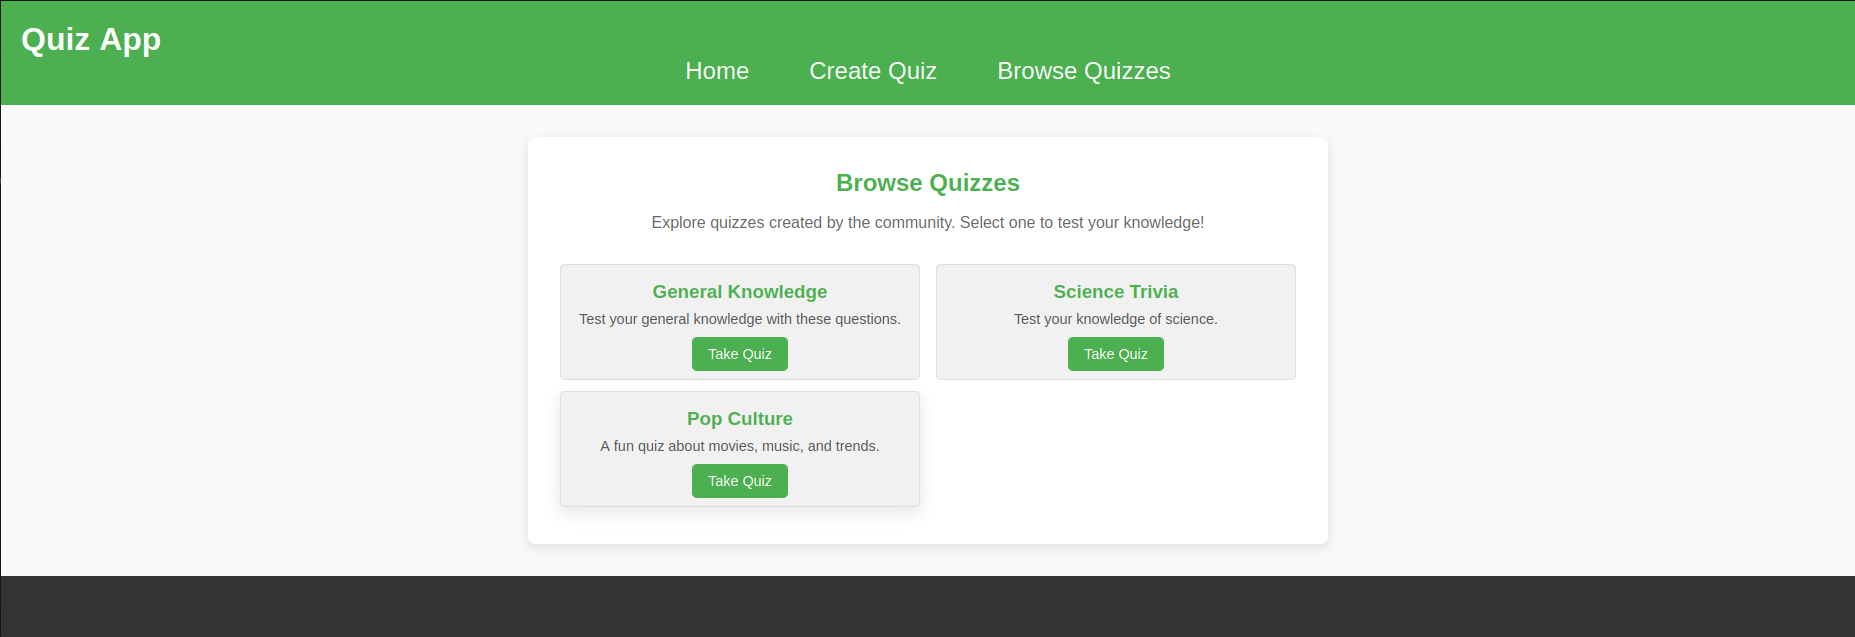 Quiz App
Home Create Quiz Browse Quizzes
Browse Quizzes
Explore quizzes created by the community. Select one to test your knowledge!
General Knowledge
Test your general knowledge with these questions.
Take Quiz
Science Trivia
Test your knowledge of science.
Take Quiz
Pop Culture
A fun quiz about movies, music, and trends.
Take Quiz